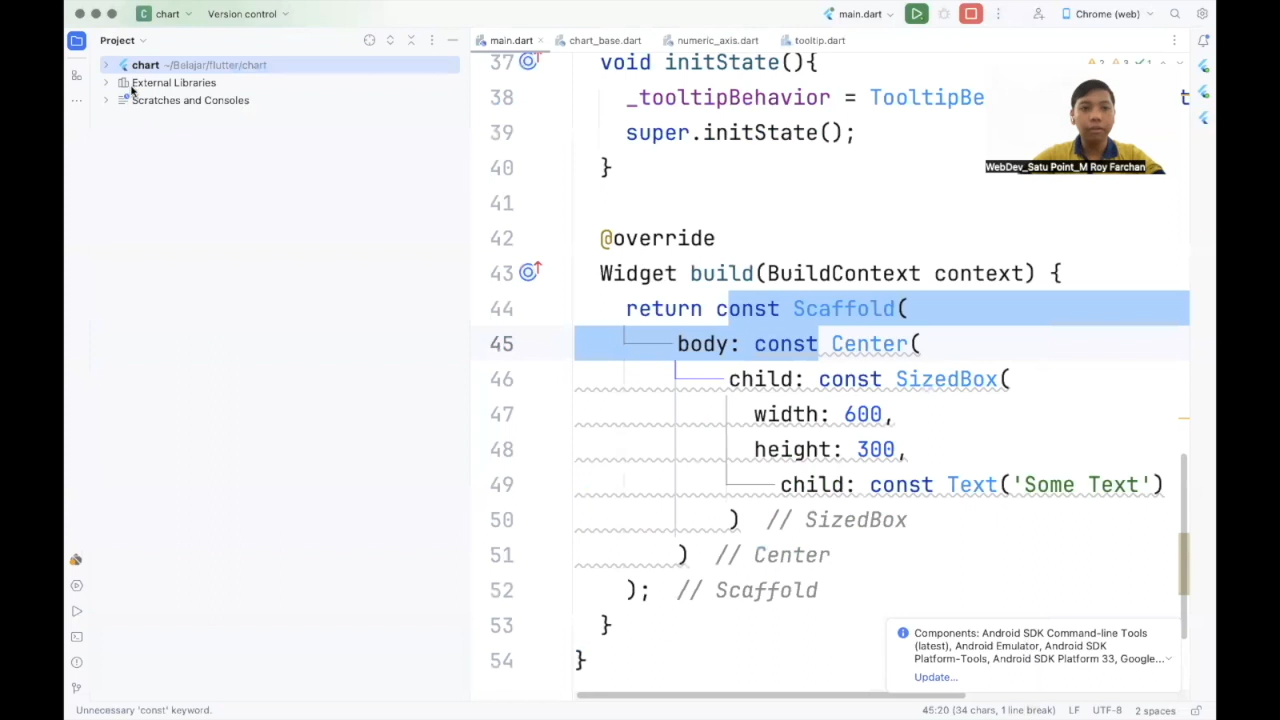 chart
Version control
main.dart
Chrome (web)
Project
main.dart
chart_base.dart
numeric_axis.dart
tooltip.dart
chart ~/Belajar/flutter/chart
External Libraries
Scratches and Consoles
37 void initState(){
38 _tooltipBehavior = TooltipBe
39 super.initState();
40 }
41
42 @override
43 Widget build(BuildContext context) {
44 return const Scaffold(
45 body: const Center(
46 child: const SizedBox(
47 width: 600,
48 height: 300,
49 child: const Text('Some Text')
50 ) // SizedBox
51 ) // Center
52 ); // Scaffold
53 }
54 }
WebDev_Satu Point_M Roy Farchan
Components: Android SDK Command-line Tools
(latest), Android Emulator, Android SDK
Platform-Tools, Android SDK Platform 33, Google...
Update...
Unnecessary 'const' keyword.
45:20 (34 chars, 1 line break)
LF
UTF-8
2 spaces